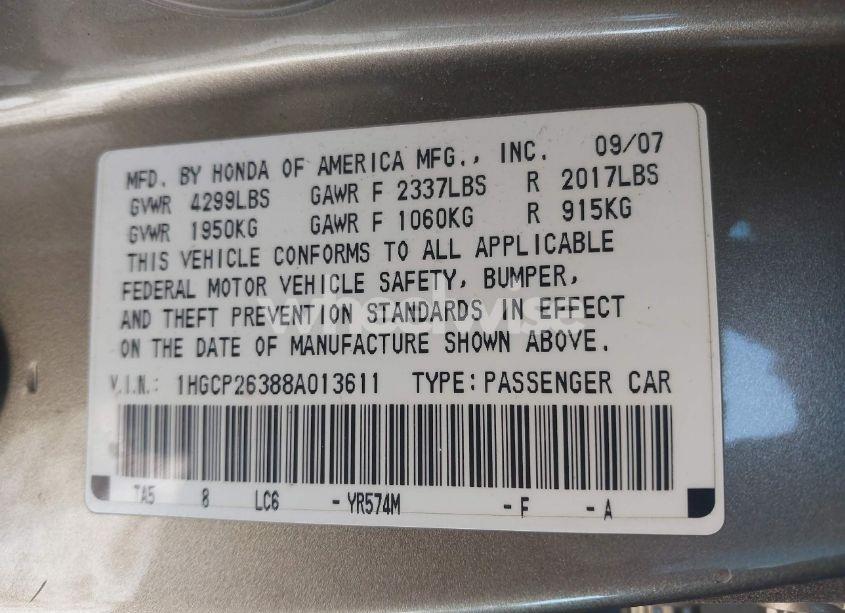 MFD. BY HONDA OF AMERICA MFG., INC. 09/07
GVWR 4299LBS GAWR F 2337LBS R 2017LBS
GVWR 1950KG GAWR F 1060KG R 915KG
THIS VEHICLE CONFORMS TO ALL APPLICABLE
FEDERAL MOTOR VEHICLE SAFETY, BUMPER,
AND THEFT PREVENTION STANDARDS IN EFFECT
ON THE DATE OF MANUFACTURE SHOWN ABOVE.
V.I.N.: 1HGCP26388A013611 TYPE: PASSENGER CAR
TA5 8 LC6 -YR574M -F -A